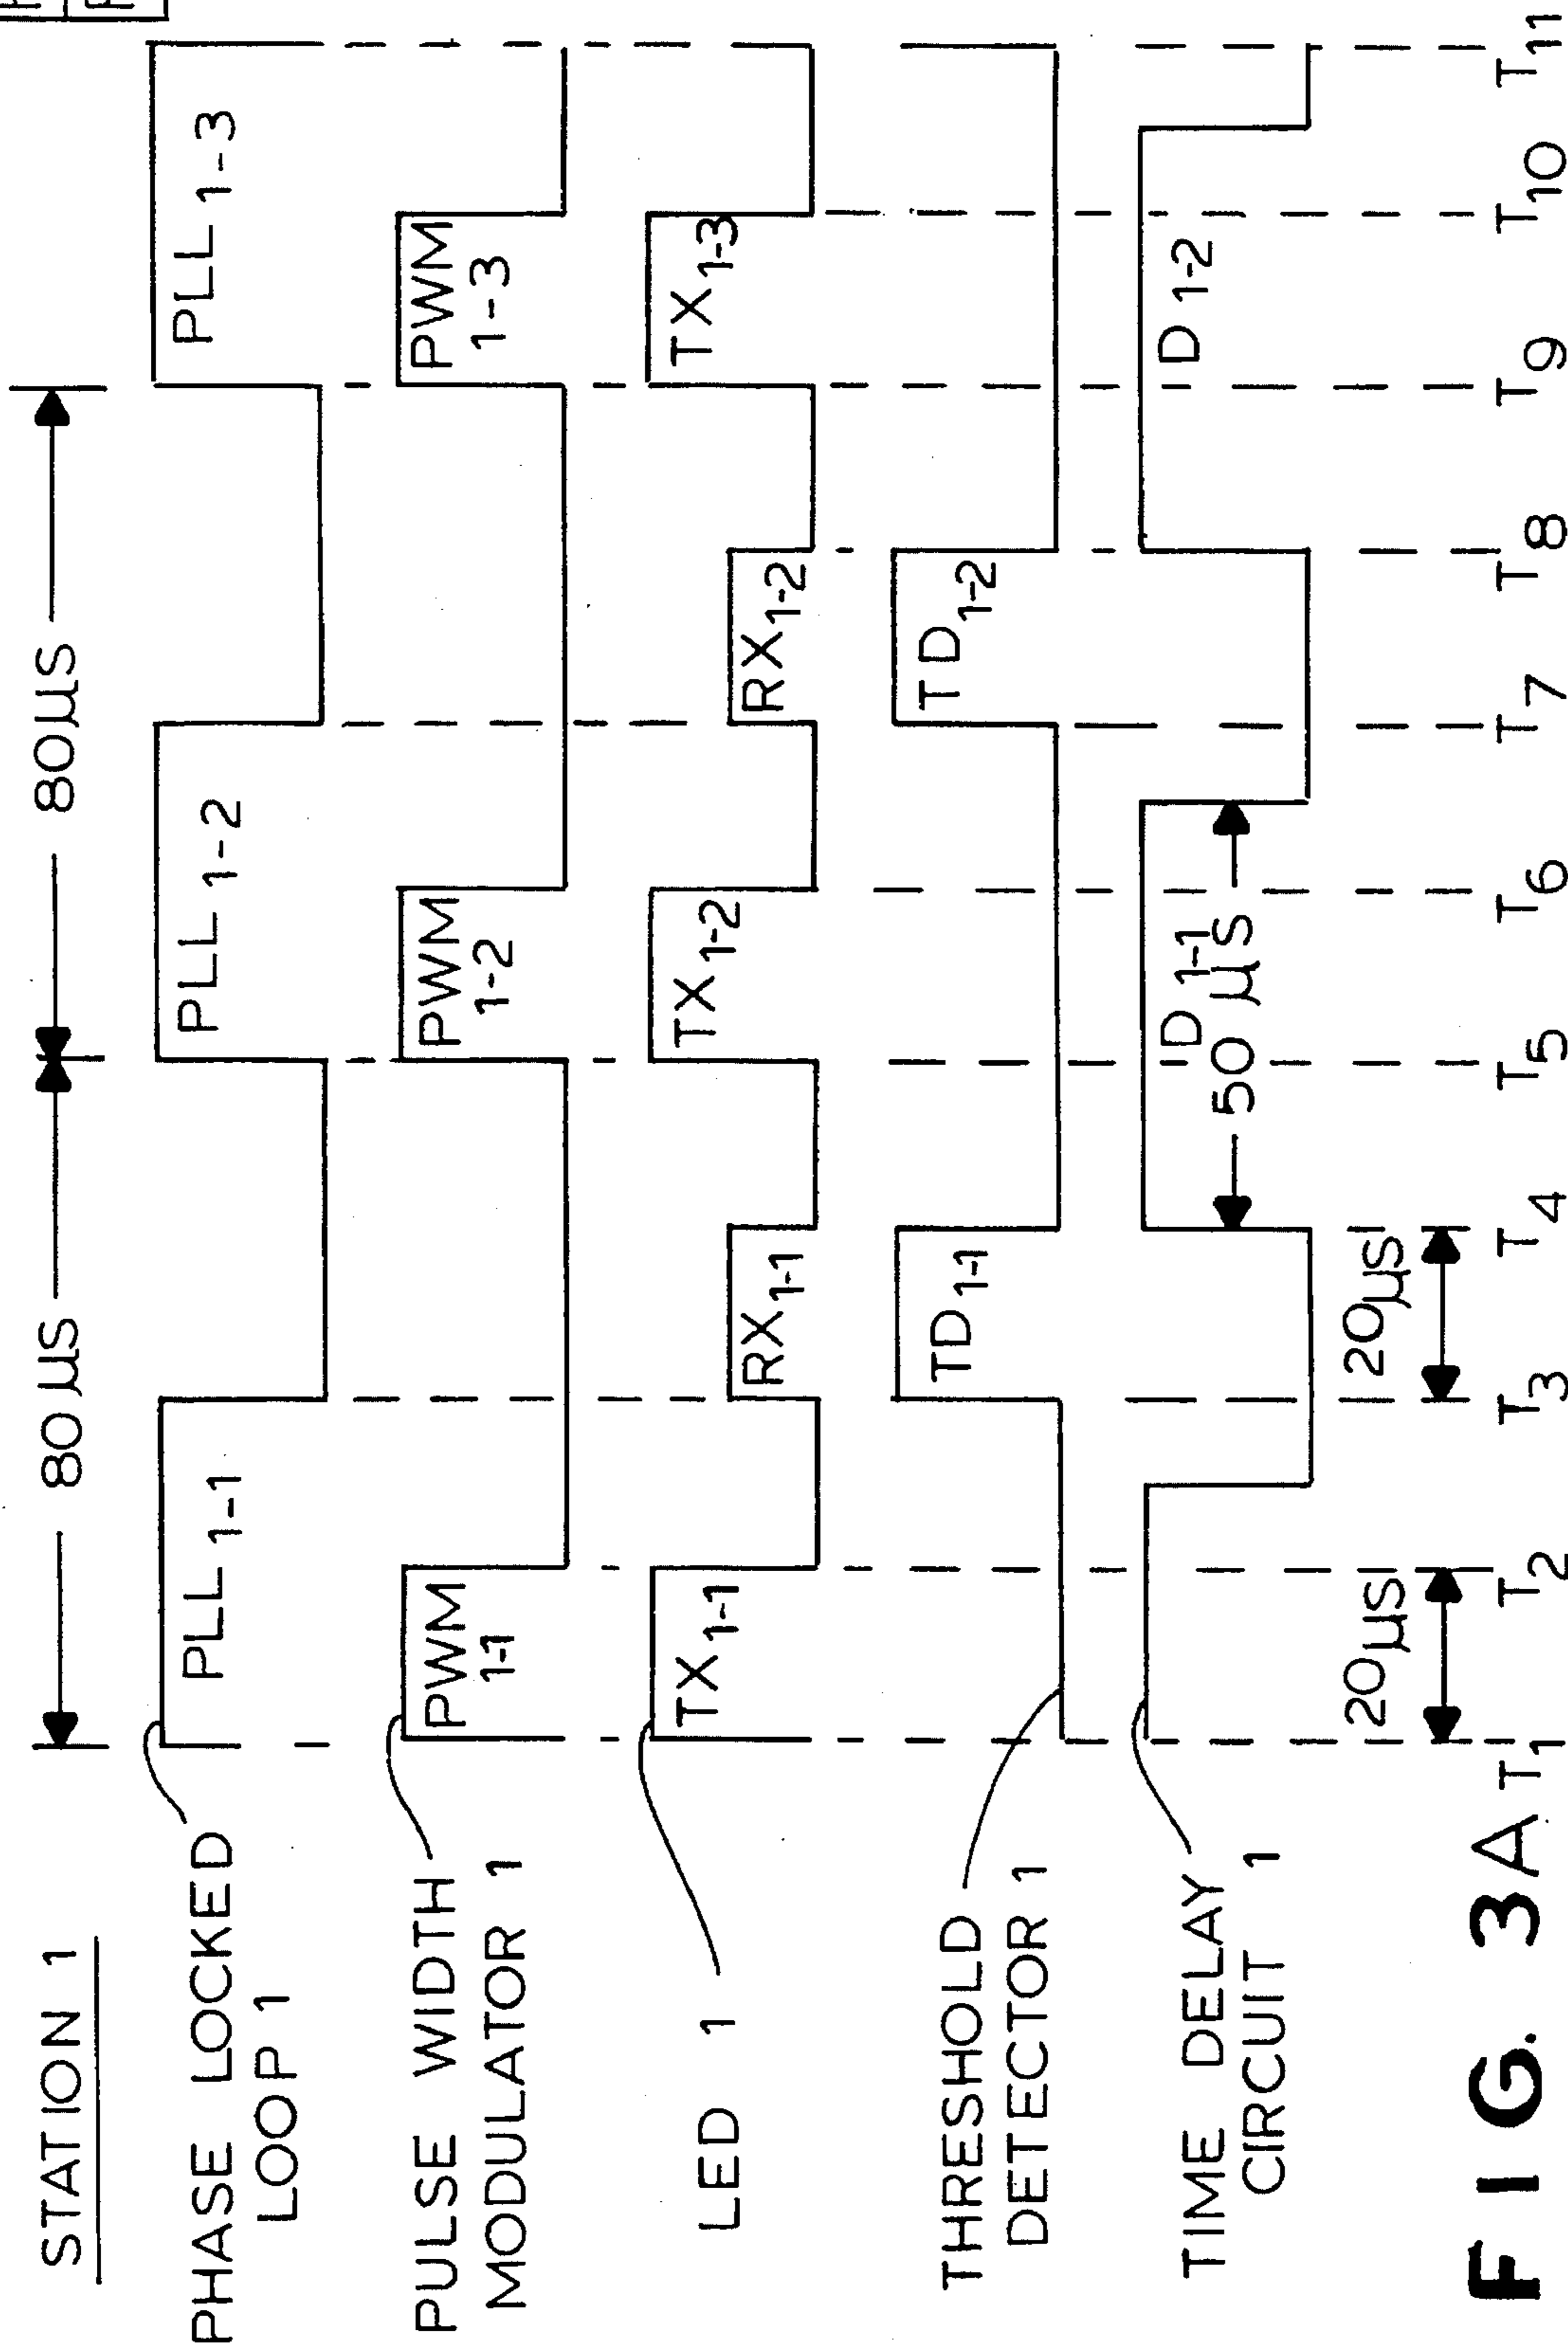 STATION 1
80 µS
80 µS
PHASE LOCKED
LOOP 1
PLL 1-1
PLL 1-2
PLL 1-3
PULSE WIDTH
MODULATOR 1
PWM
1-1
PWM
1-2
PWM
1-3
LED 1
TX 1-1
RX 1-1
TX 1-2
RX 1-2
TX 1-3
THRESHOLD
DETECTOR 1
TD 1-1
TD 1-2
TIME DELAY
CIRCUIT 1
D 1-1
50 µS
D 1-2
20µS
20µS
T1 T2 T3 T4 T5 T6 T7 T8 T9 T10 T11
FIG. 3A